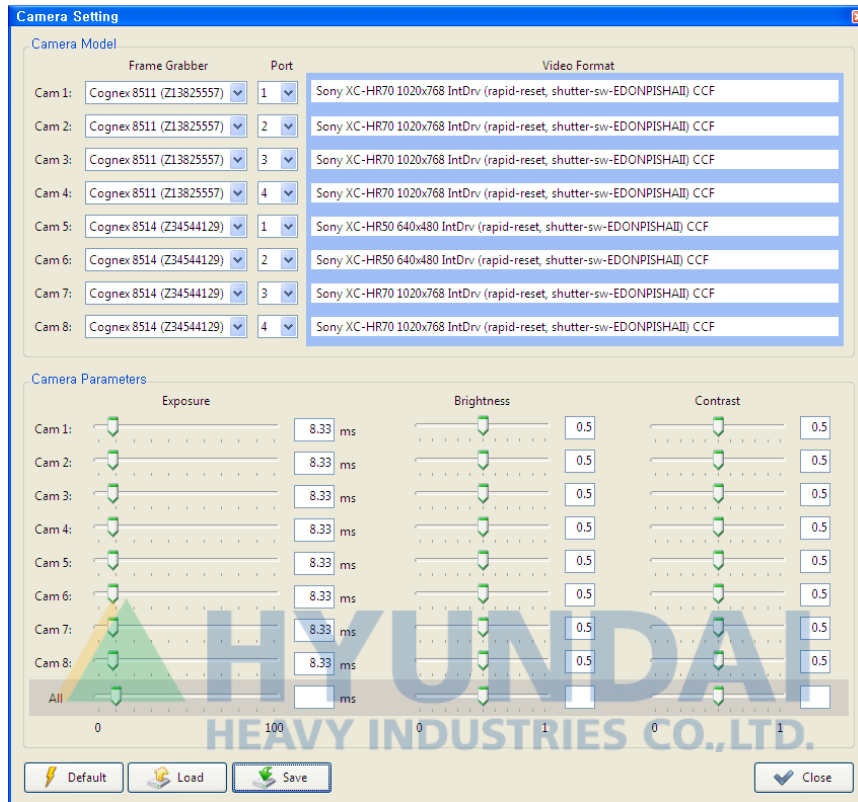 Camera Setting
Camera Model
Frame Grabber Port Video Format
Cam 1: Cognex 8511 (Z13825557) 1 Sony XC-HR70 1020x768 IntDrv (rapid-reset, shutter-sw-EDONPISHAII) CCF
Cam 2: Cognex 8511 (Z13825557) 2 Sony XC-HR70 1020x768 IntDrv (rapid-reset, shutter-sw-EDONPISHAII) CCF
Cam 3: Cognex 8511 (Z13825557) 3 Sony XC-HR70 1020x768 IntDrv (rapid-reset, shutter-sw-EDONPISHAII) CCF
Cam 4: Cognex 8511 (Z13825557) 4 Sony XC-HR70 1020x768 IntDrv (rapid-reset, shutter-sw-EDONPISHAII) CCF
Cam 5: Cognex 8514 (Z34544129) 1 Sony XC-HR50 640x480 IntDrv (rapid-reset, shutter-sw-EDONPISHAII) CCF
Cam 6: Cognex 8514 (Z34544129) 2 Sony XC-HR50 640x480 IntDrv (rapid-reset, shutter-sw-EDONPISHAII) CCF
Cam 7: Cognex 8514 (Z34544129) 3 Sony XC-HR70 1020x768 IntDrv (rapid-reset, shutter-sw-EDONPISHAII) CCF
Cam 8: Cognex 8514 (Z34544129) 4 Sony XC-HR70 1020x768 IntDrv (rapid-reset, shutter-sw-EDONPISHAII) CCF
Camera Parameters
Exposure Brightness Contrast
Cam 1: 8.33 ms 0.5 0.5
Cam 2: 8.33 ms 0.5 0.5
Cam 3: 8.33 ms 0.5 0.5
Cam 4: 8.33 ms 0.5 0.5
Cam 5: 8.33 ms 0.5 0.5
Cam 6: 8.33 ms 0.5 0.5
Cam 7: 8.33 ms 0.5 0.5
Cam 8: 8.33 ms 0.5 0.5
All ms
0 100 0 1 0 1
HYUNDAI
HEAVY INDUSTRIES CO.,LTD.
Default Load Save Close